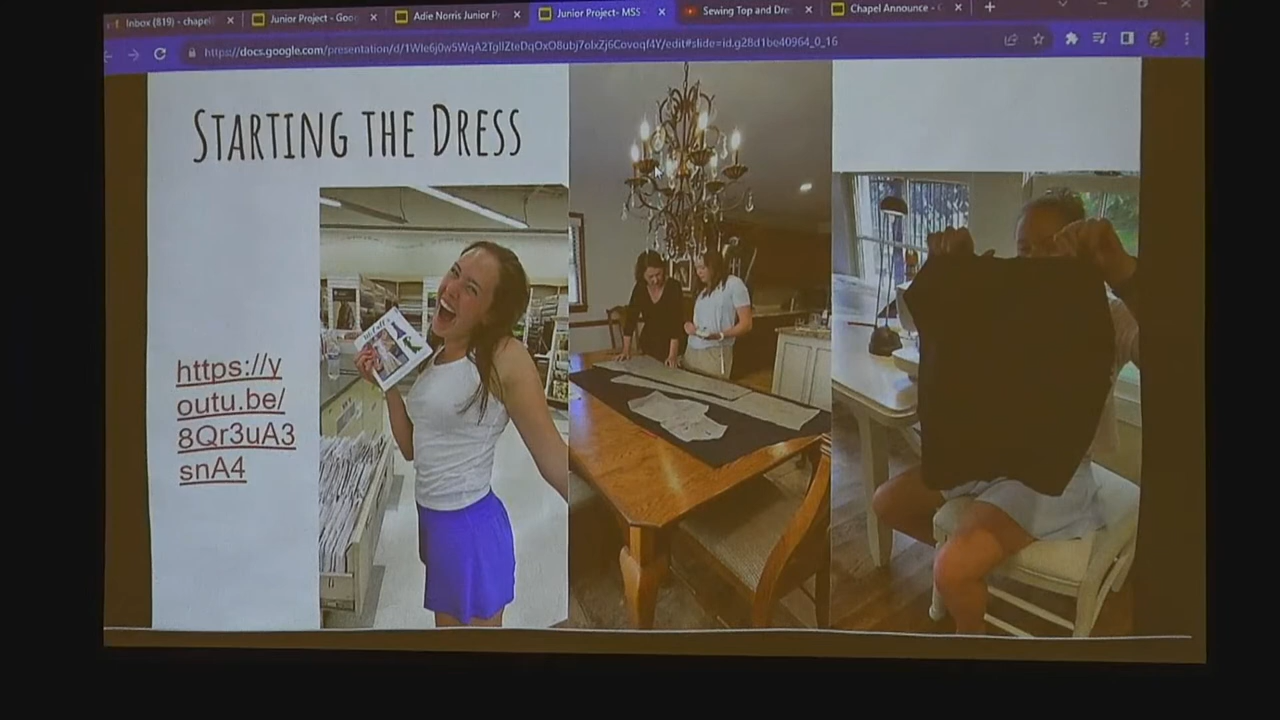 Inbox (819) - chapel
Junior Project - Goo
Adie Norris Junior P
Junior Project- MSS -
Sewing Top and Dre
Chapel Announce -
STARTING THE DRESS
https://y
outu.be/
8Qr3uA3
snA4